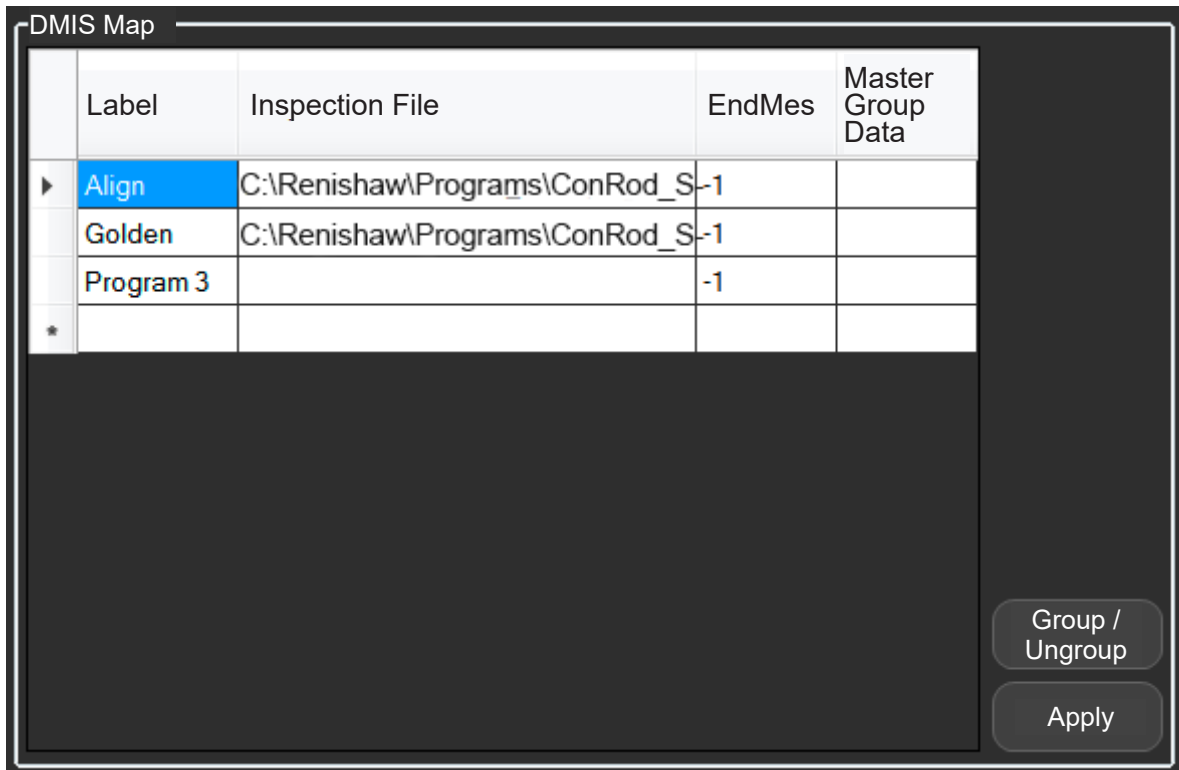 DMIS Map
Label Inspection File EndMes Master Group Data
Align C:\Renishaw\Programs\ConRod_S -1
Golden C:\Renishaw\Programs\ConRod_S -1
Program 3 -1
*
Group /
Ungroup
Apply